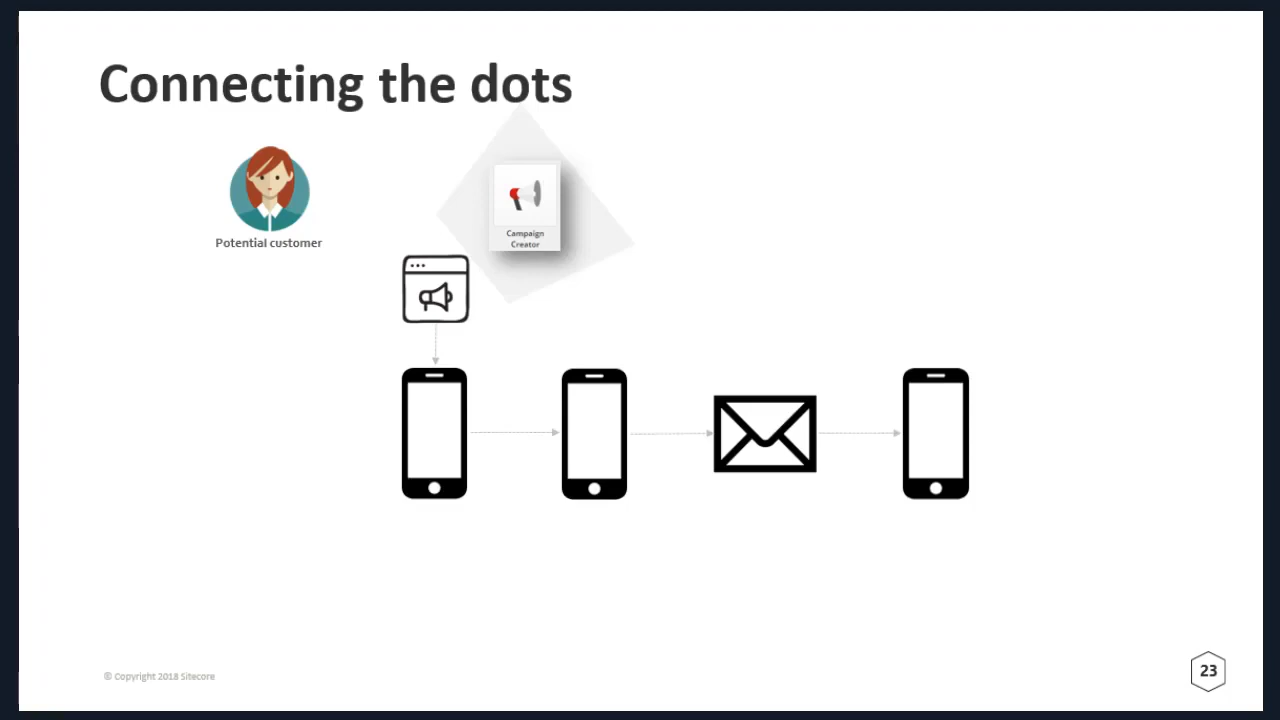 Connecting the dots
Potential customer
Campaign
Creator
© Copyright 2018 Sitecore
23